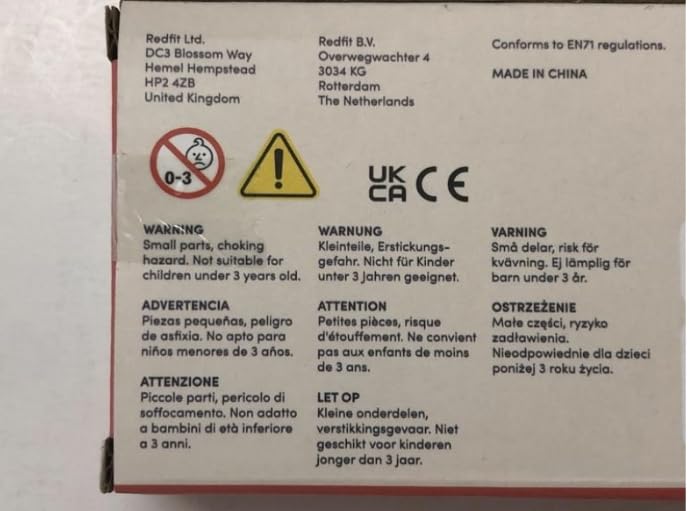 Redfit Ltd.
DC3 Blossom Way
Hemel Hempstead
HP2 4ZB
United Kingdom
Redfit B.V.
Overwegwachter 4
3034 KG
Rotterdam
The Netherlands
Conforms to EN71 regulations.
MADE IN CHINA
0-3
!
UK
CA CE
WARNING
Small parts, choking
hazard. Not suitable for
children under 3 years old.
WARNUNG
Kleinteile, Erstickungs-
gefahr. Nicht für Kinder
unter 3 Jahren geeignet.
VARNING
Små delar, risk för
kvävning. Ej lämplig för
barn under 3 år.
ADVERTENCIA
Piezas pequeñas, peligro
de asfixia. No apto para
niños menores de 3 años.
ATTENTION
Petites pièces, risque
d'étouffement. Ne convient
pas aux enfants de moins
de 3 ans.
OSTRZEŻENIE
Małe części, ryzyko
zadławienia.
Nieodpowiednie dla dzieci
poniżej 3 roku życia.
ATTENZIONE
Piccole parti, pericolo di
soffocamento. Non adatto
a bambini di età inferiore
a 3 anni.
LET OP
Kleine onderdelen,
verstikkingsgevaar. Niet
geschikt voor kinderen
jonger dan 3 jaar.